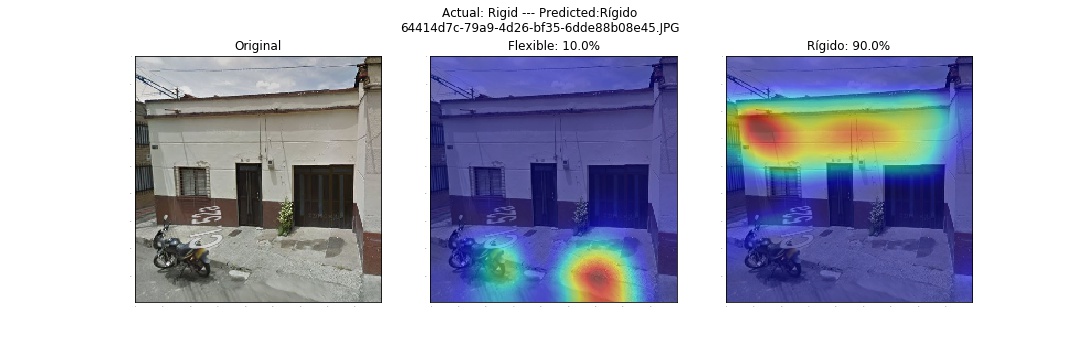 Actual: Rigid --- Predicted:Rígido
64414d7c-79a9-4d26-bf35-6dde88b08e45.JPG
Original
Flexible: 10.0%
Rígido: 90.0%